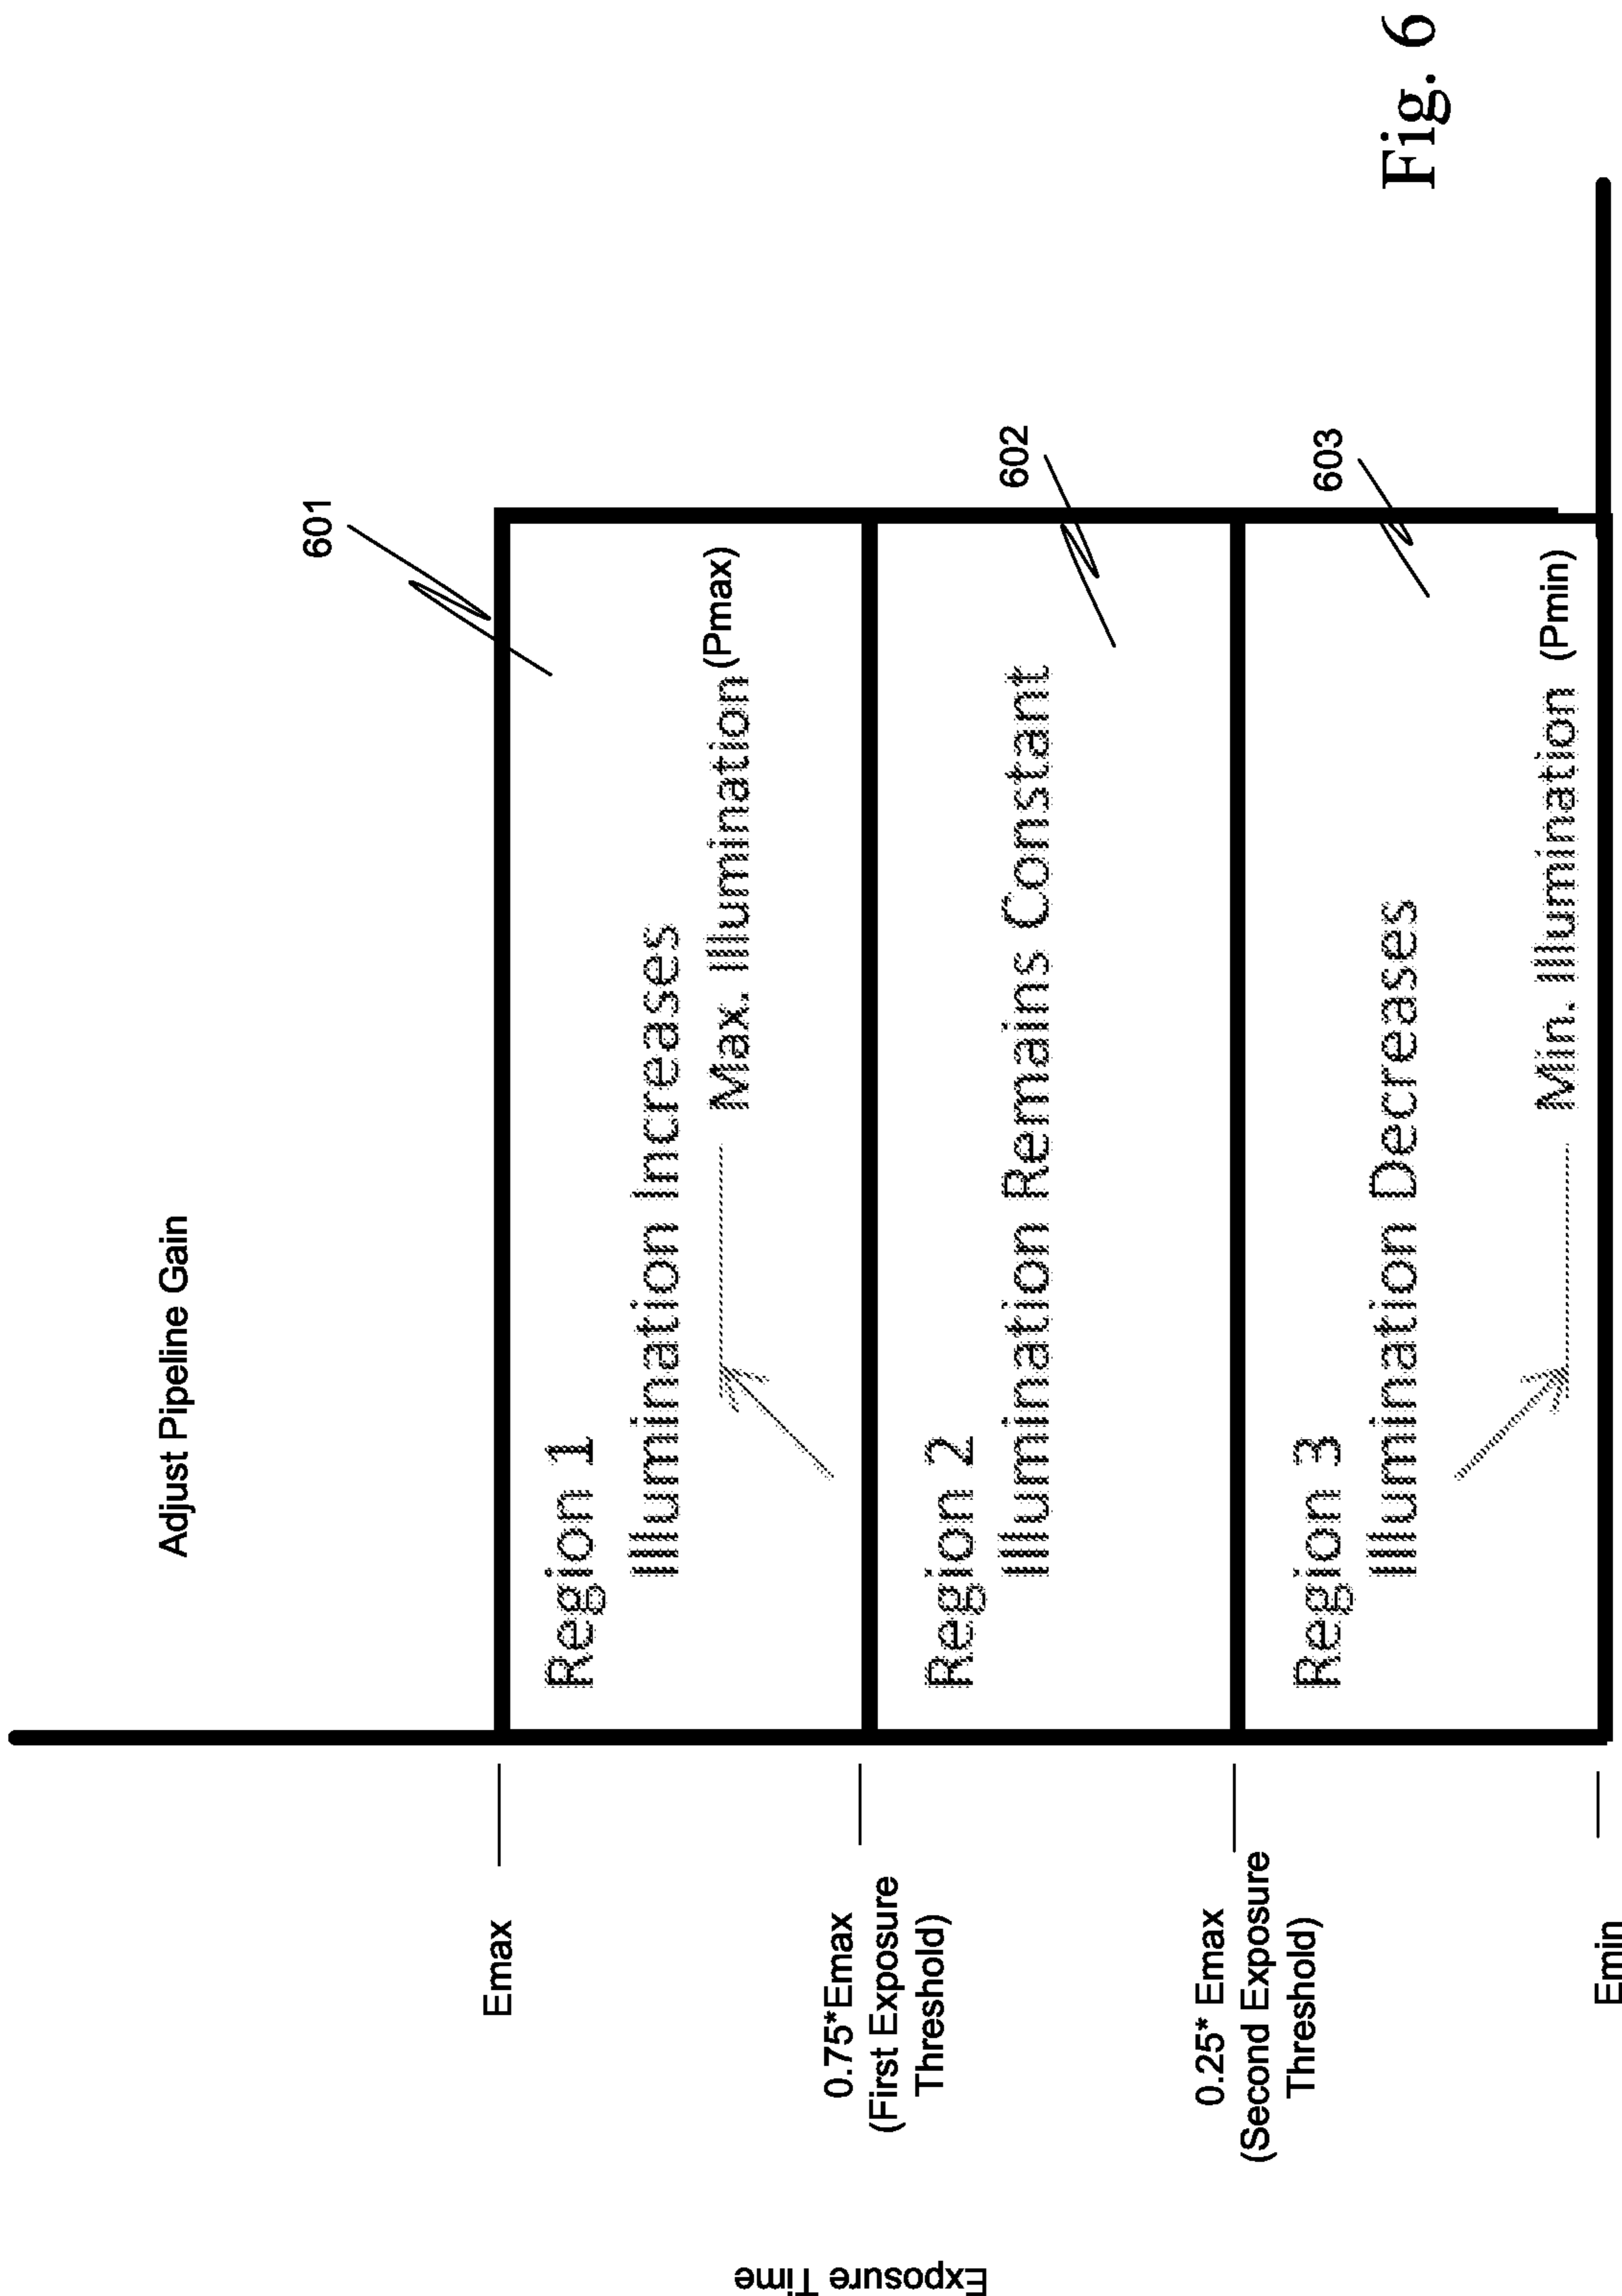 Adjust Pipeline Gain
601
Emax
Region 1
Illumination Increases
Max. Illumination (Pmax)
0.75*Emax
(First Exposure
Threshold)
602
Region 2
Illumination Remains Constant
0.25* Emax
(Second Exposure
Threshold)
603
Region 3
Illumination Decreases
Min. Illumination (Pmin)
Emin
Exposure Time
Fig. 6